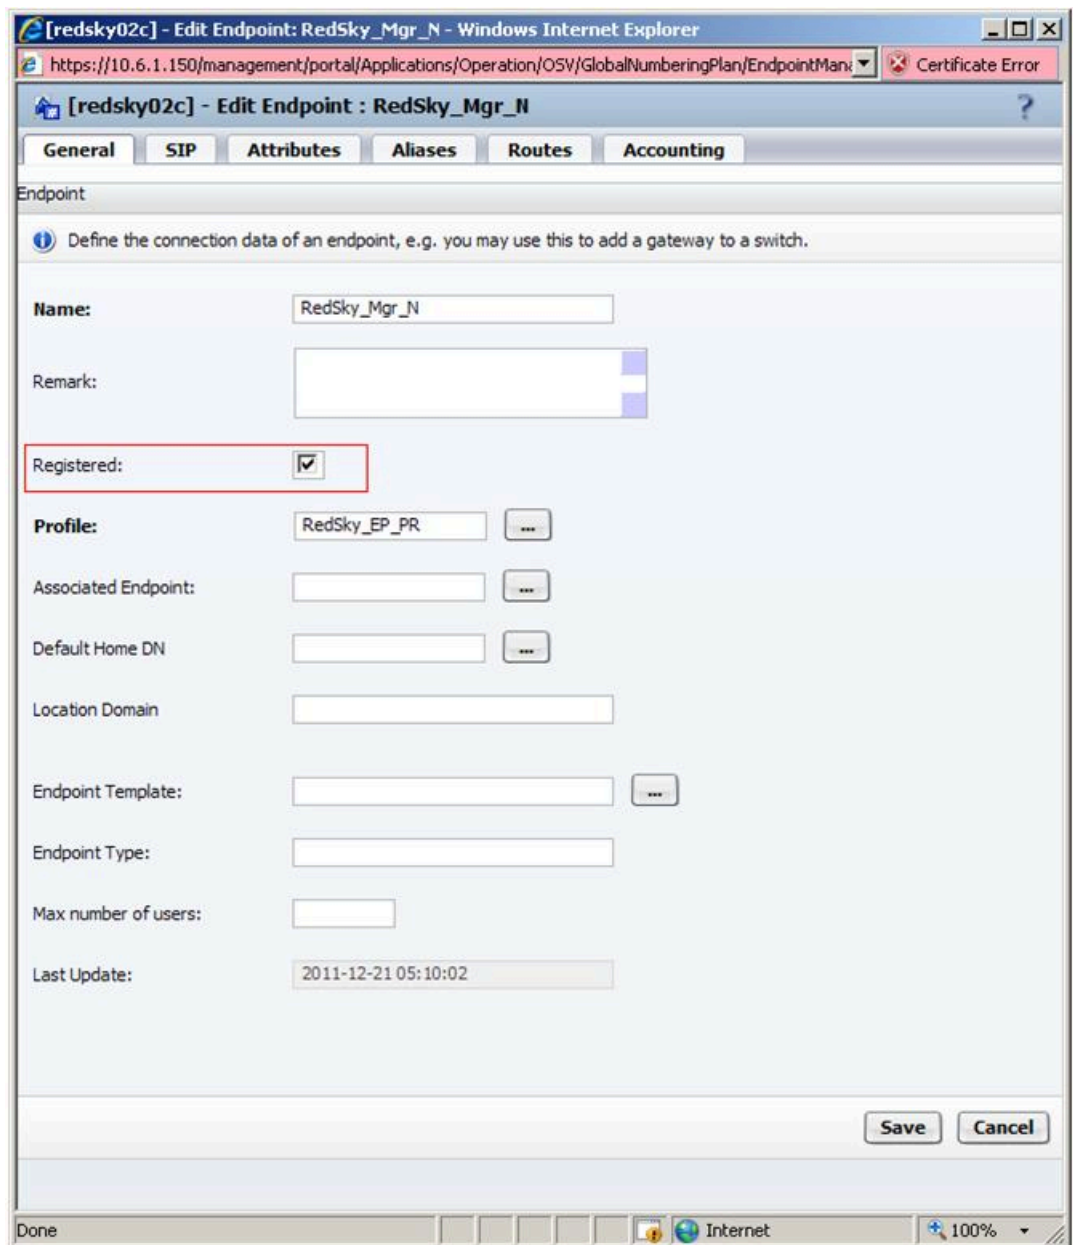 [redsky02c] - Edit Endpoint: RedSky_Mgr_N - Windows Internet Explorer
https://10.6.1.150/management/portal/Applications/Operation/OSV/GlobalNumberingPlan/EndpointMana Certificate Error
[redsky02c] - Edit Endpoint : RedSky_Mgr_N ?
General SIP Attributes Aliases Routes Accounting
Endpoint
Define the connection data of an endpoint, e.g. you may use this to add a gateway to a switch.
Name: RedSky_Mgr_N
Remark:
Registered:
Profile: RedSky_EP_PR ...
Associated Endpoint: ...
Default Home DN ...
Location Domain
Endpoint Template: ...
Endpoint Type:
Max number of users:
Last Update: 2011-12-21 05:10:02
Save Cancel
Done Internet 100%